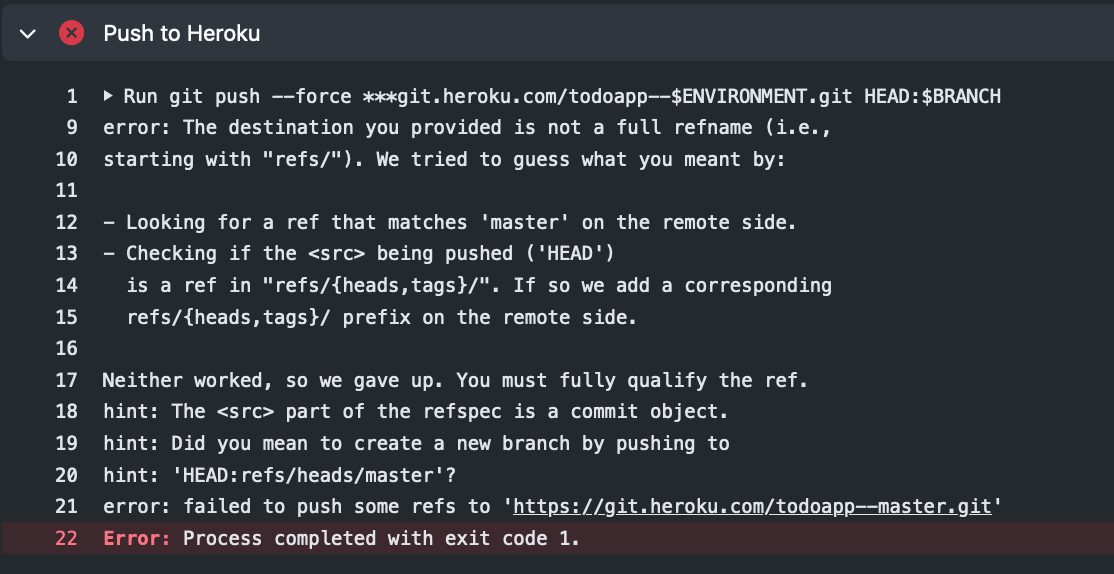 Push to Heroku
1 Run git push --force ***git.heroku.com/todoapp--$ENVIRONMENT.git HEAD:$BRANCH
9 error: The destination you provided is not a full refname (i.e.,
10 starting with "refs/"). We tried to guess what you meant by:
11
12 - Looking for a ref that matches 'master' on the remote side.
13 - Checking if the <src> being pushed ('HEAD')
14 is a ref in "refs/{heads,tags}/". If so we add a corresponding
15 refs/{heads,tags}/ prefix on the remote side.
16
17 Neither worked, so we gave up. You must fully qualify the ref.
18 hint: The <src> part of the refspec is a commit object.
19 hint: Did you mean to create a new branch by pushing to
20 hint: 'HEAD:refs/heads/master'?
21 error: failed to push some refs to 'https://git.heroku.com/todoapp--master.git'
22 Error: Process completed with exit code 1.